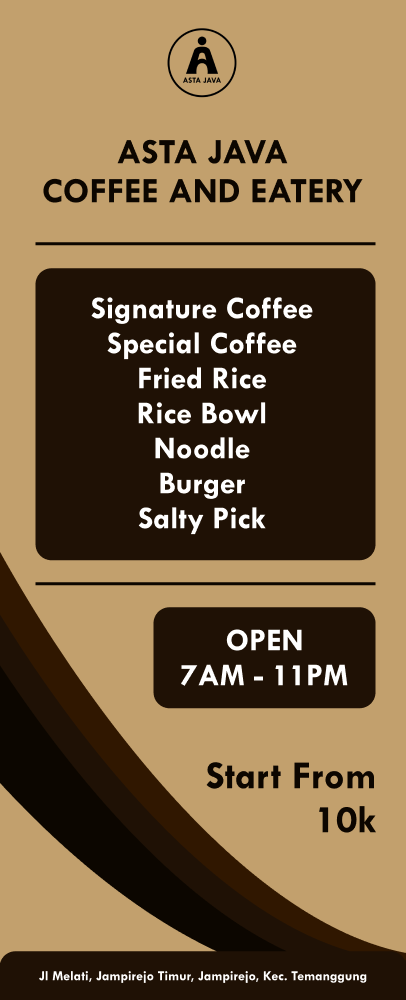 ASTA JAVA
ASTA JAVA
COFFEE AND EATERY
Signature Coffee
Special Coffee
Fried Rice
Rice Bowl
Noodle
Burger
Salty Pick
OPEN
7AM - 11PM
Start From
10k
Jl Melati, Jampirejo Timur, Jampirejo, Kec. Temanggung